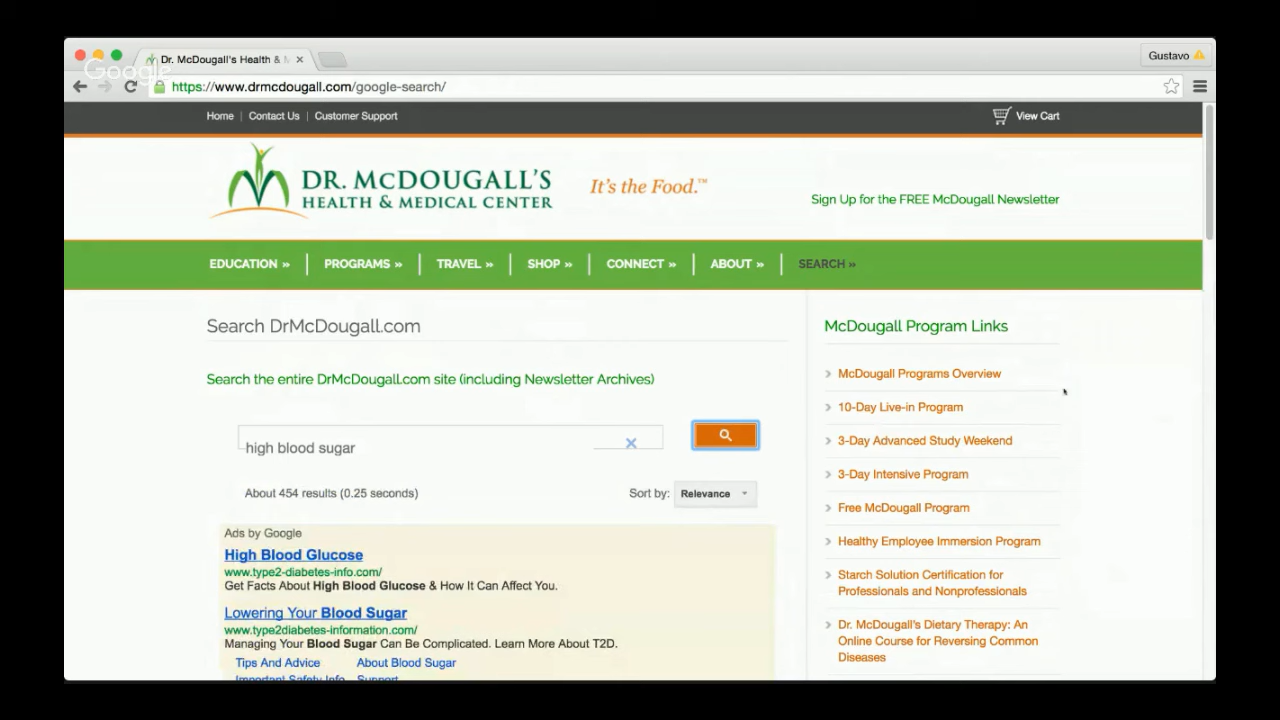 Dr. McDougall's Health & M
Gustavo
Google
https://www.drmcdougall.com/google-search/
Home | Contact Us | Customer Support
View Cart
DR. MCDOUGALL'S
HEALTH & MEDICAL CENTER
It's the Food.™
Sign Up for the FREE McDougall Newsletter
EDUCATION » PROGRAMS » TRAVEL » SHOP » CONNECT » ABOUT » SEARCH »
Search DrMcDougall.com
Search the entire DrMcDougall.com site (including Newsletter Archives)
high blood sugar
About 454 results (0.25 seconds)
Sort by: Relevance
Ads by Google
High Blood Glucose
www.type2-diabetes-info.com/
Get Facts About High Blood Glucose & How It Can Affect You.
Lowering Your Blood Sugar
www.type2diabetes-information.com/
Managing Your Blood Sugar Can Be Complicated. Learn More About T2D.
Tips And Advice About Blood Sugar
Important Safety Info Support
McDougall Program Links
McDougall Programs Overview
10-Day Live-in Program
3-Day Advanced Study Weekend
3-Day Intensive Program
Free McDougall Program
Healthy Employee Immersion Program
Starch Solution Certification for
Professionals and Nonprofessionals
Dr. McDougall's Dietary Therapy: An
Online Course for Reversing Common
Diseases